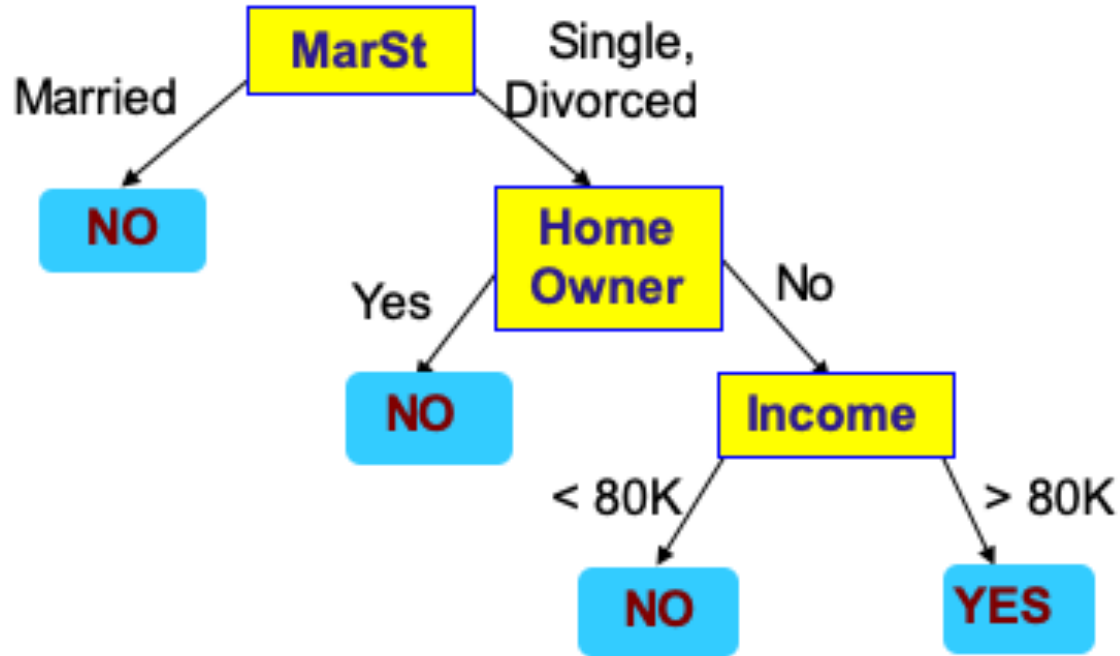 MarSt
Single,
Divorced
Married
NO
Home
Owner
Yes
No
NO
Income
< 80K
> 80K
NO
YES